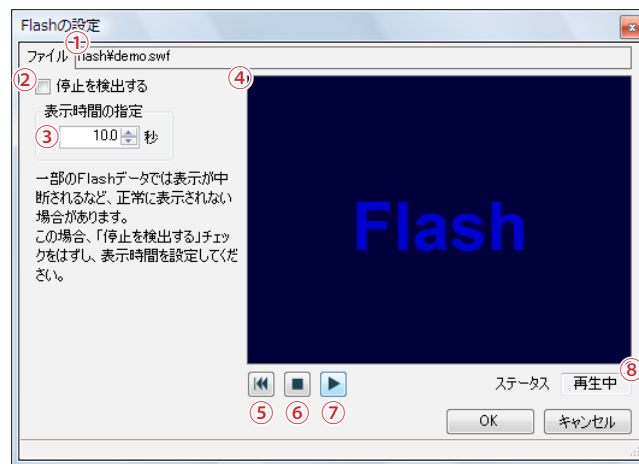 Flashの設定
①
ファイル flash¥demo.swf
② 停止を検出する
④
表示時間の指定
③ 10.0 秒
一部のFlashデータでは表示が中
断されるなど、正常に表示されない
場合があります。
この場合、「停止を検出する」チェッ
クをはずし、表示時間を設定してくだ
さい。
Flash
⑧
ステータス 再生中
⑤ ⑥ ⑦
OK キャンセル